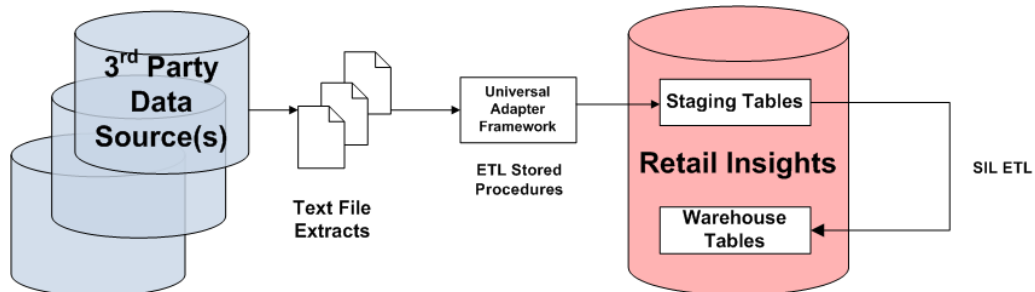 3rd Party
Data
Source(s)
Text File
Extracts
Universal
Adapter
Framework
ETL Stored
Procedures
Staging Tables
Retail Insights
Warehouse
Tables
SIL ETL